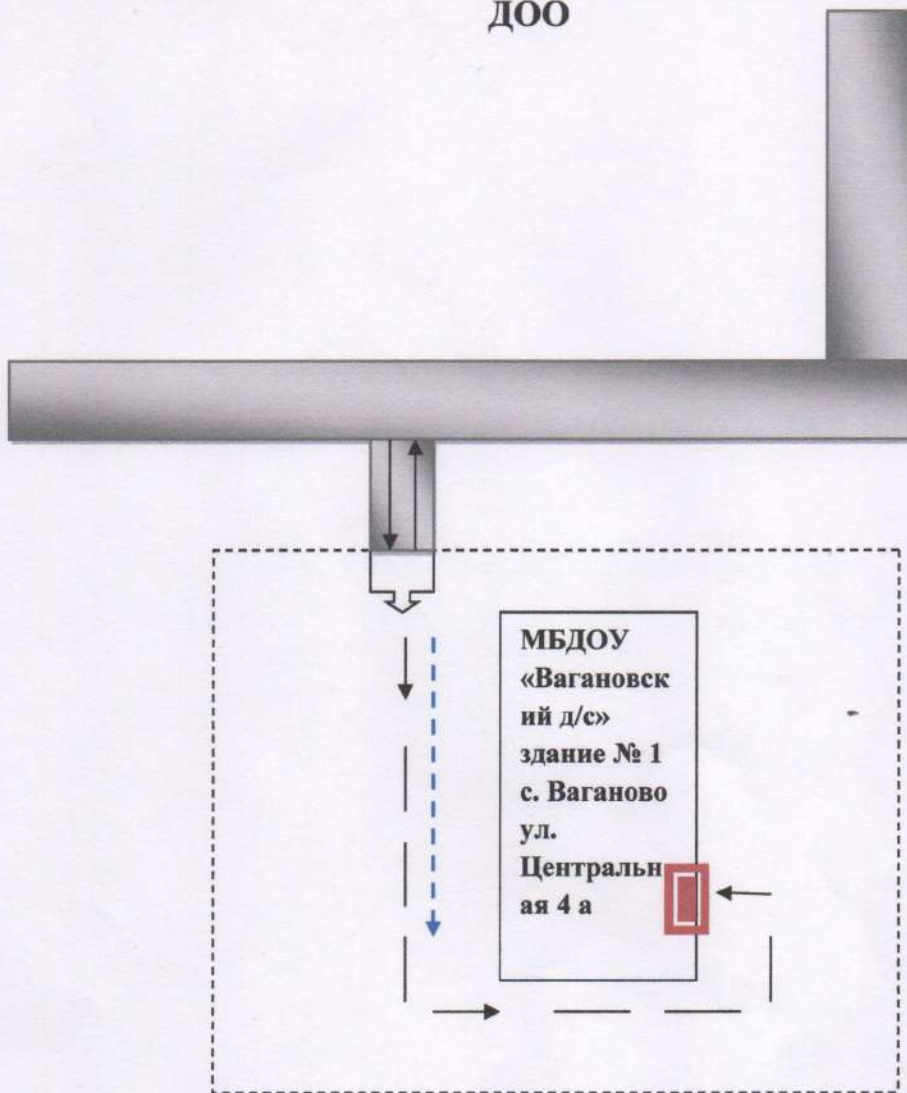 ДОО
МБДОУ
«Вагановск
ий д/с»
здание № 1
с. Ваганово
ул.
Центральн
ая 4 а